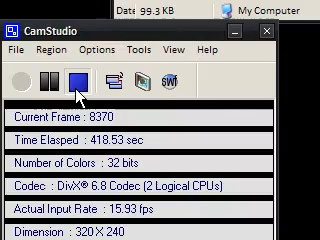 Date 99.3 KB My Computer
CamStudio
File Region Options Tools View Help
SWF
Current Frame : 8370
Time Elasped : 418.53 sec
Number of Colors : 32 bits
Codec : DivX® 6.8 Codec (2 Logical CPUs)
Actual Input Rate : 15.93 fps
Dimension : 320 X 240